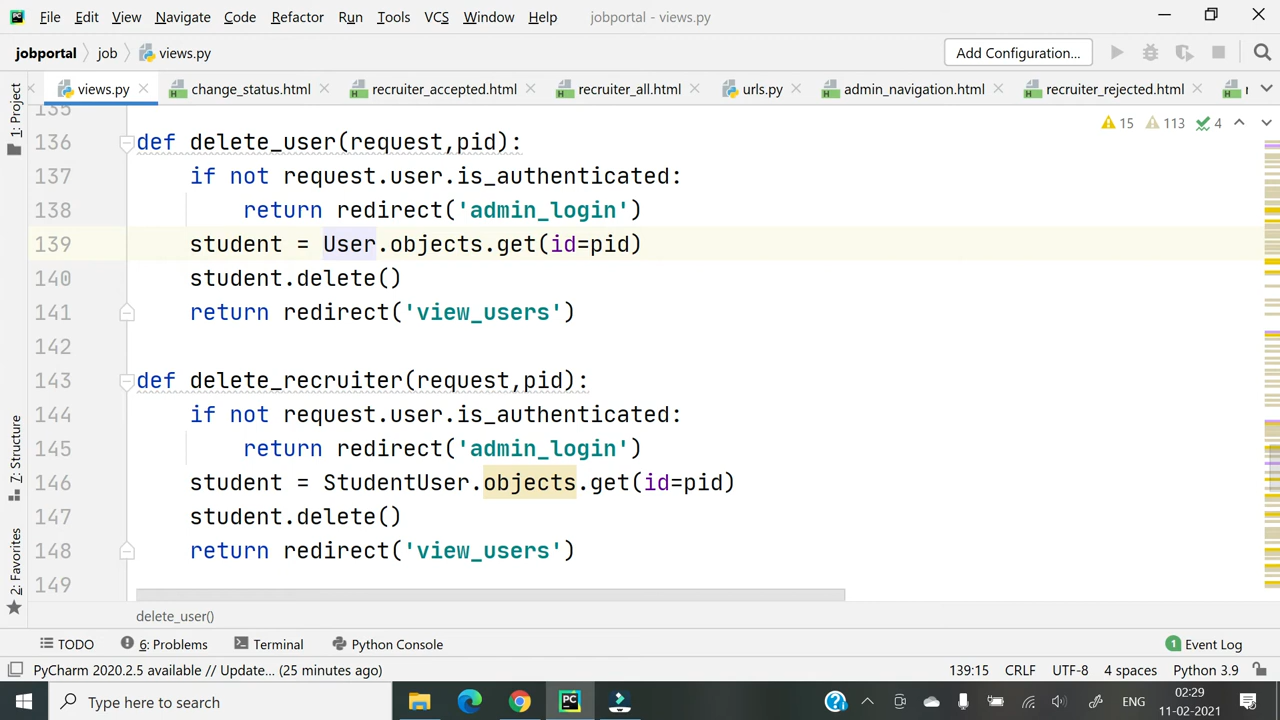 File Edit View Navigate Code Refactor Run Tools VCS Window Help jobportal - views.py
jobportal job views.py Add Configuration...
views.py change_status.html recruiter_accepted.html recruiter_all.html urls.py admin_navigation.html recruiter_rejected.html
1: Project
7: Structure
2: Favorites
15 113 4
135
136 def delete_user(request,pid):
137 if not request.user.is_authenticated:
138 return redirect('admin_login')
139 student = User.objects.get(id=pid)
140 student.delete()
141 return redirect('view_users')
142
143 def delete_recruiter(request,pid):
144 if not request.user.is_authenticated:
145 return redirect('admin_login')
146 student = StudentUser.objects.get(id=pid)
147 student.delete()
148 return redirect('view_users')
149
delete_user()
TODO 6: Problems Terminal Python Console 1 Event Log
PyCharm 2020.2.5 available // Update... (25 minutes ago) 139:15 CRLF UTF-8 4 spaces Python 3.9
Type here to search ENG 02:29
11-02-2021